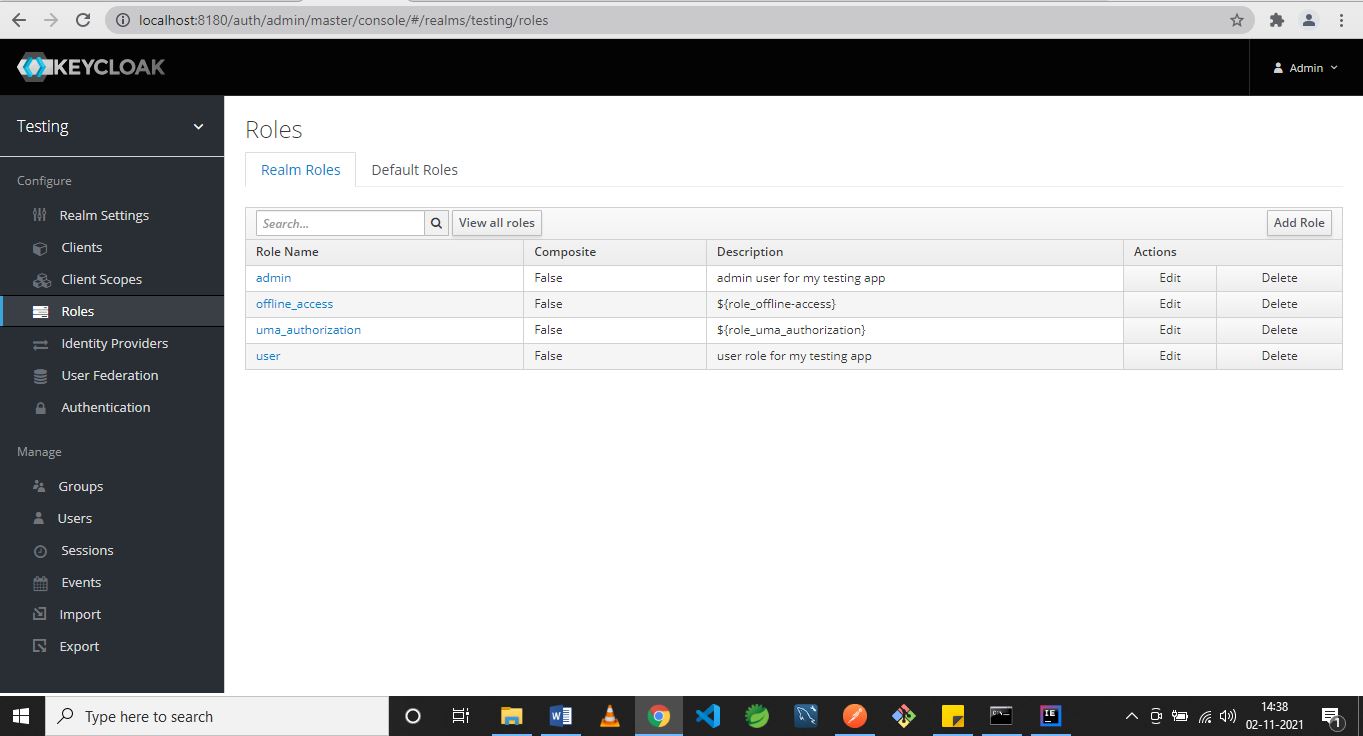 localhost:8180/auth/admin/master/console/#/realms/testing/roles
KEYCLOAK
Admin
Testing
Configure
Realm Settings
Clients
Client Scopes
Roles
Identity Providers
User Federation
Authentication
Manage
Groups
Users
Sessions
Events
Import
Export
Roles
Realm Roles Default Roles
Search... View all roles Add Role
Role Name Composite Description Actions
admin False admin user for my testing app Edit Delete
offline_access False ${role_offline-access} Edit Delete
uma_authorization False ${role_uma_authorization} Edit Delete
user False user role for my testing app Edit Delete
Type here to search
14:38
02-11-2021
1